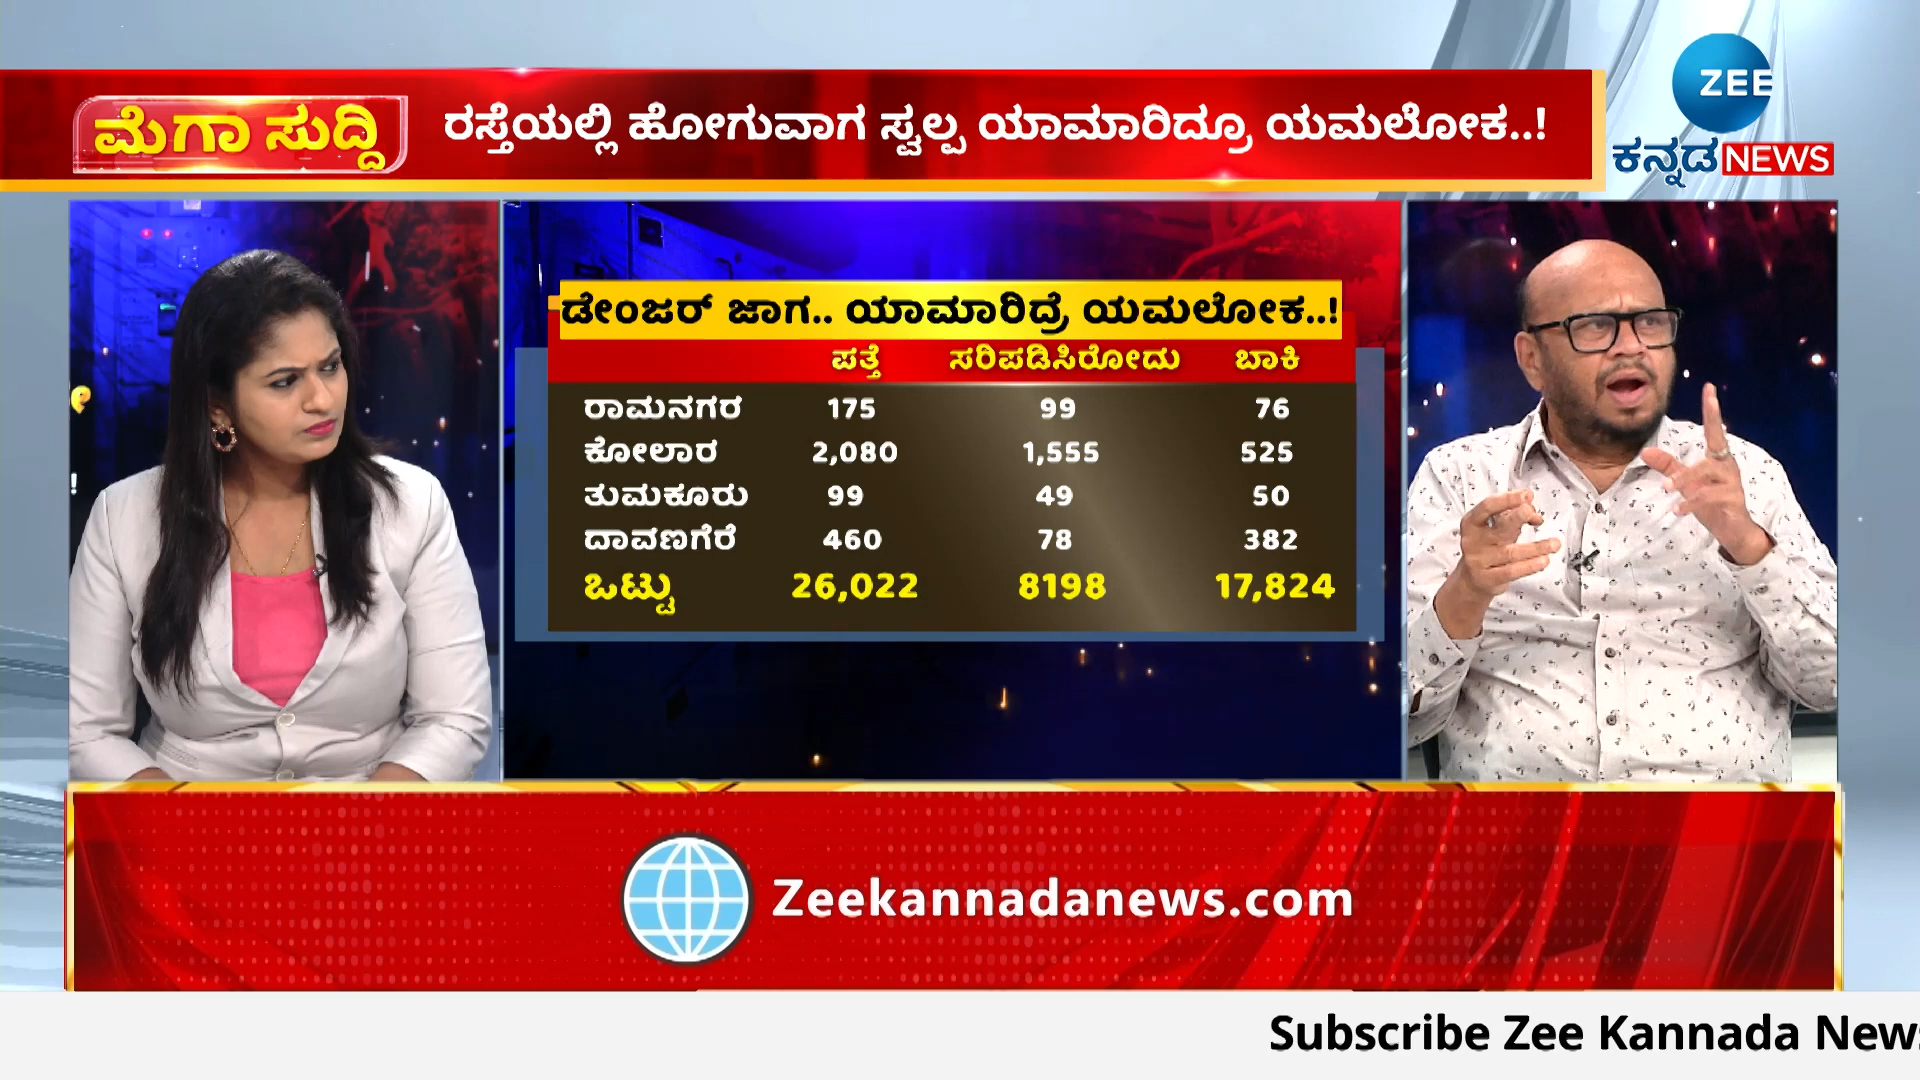 ಮೆಗಾ ಸುದ್ದಿ
ರಸ್ತೆಯಲ್ಲಿ ಹೋಗುವಾಗ ಸ್ವಲ್ಪ ಯಾಮಾರಿದ್ರೂ ಯಮಲೋಕ..!
ZEE
ಕನ್ನಡ NEWS
ಡೇಂಜರ್ ಜಾಗ.. ಯಾಮಾರಿದ್ರೆ ಯಮಲೋಕ..!
ಪತ್ತೆ ಸರಿಪಡಿಸಿರೋದು ಬಾಕಿ
ರಾಮನಗರ 175 99 76
ಕೋಲಾರ 2,080 1,555 525
ತುಮಕೂರು 99 49 50
ದಾವಣಗೆರೆ 460 78 382
ಒಟ್ಟು 26,022 8198 17,824
Zeekannadanews.com
Subscribe Zee Kannada News